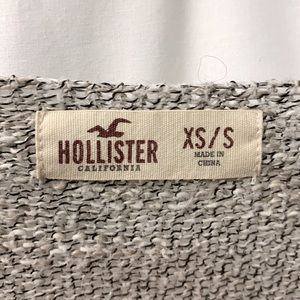 HOLLISTER
CALIFORNIA
XS/S
MADE IN
CHINA